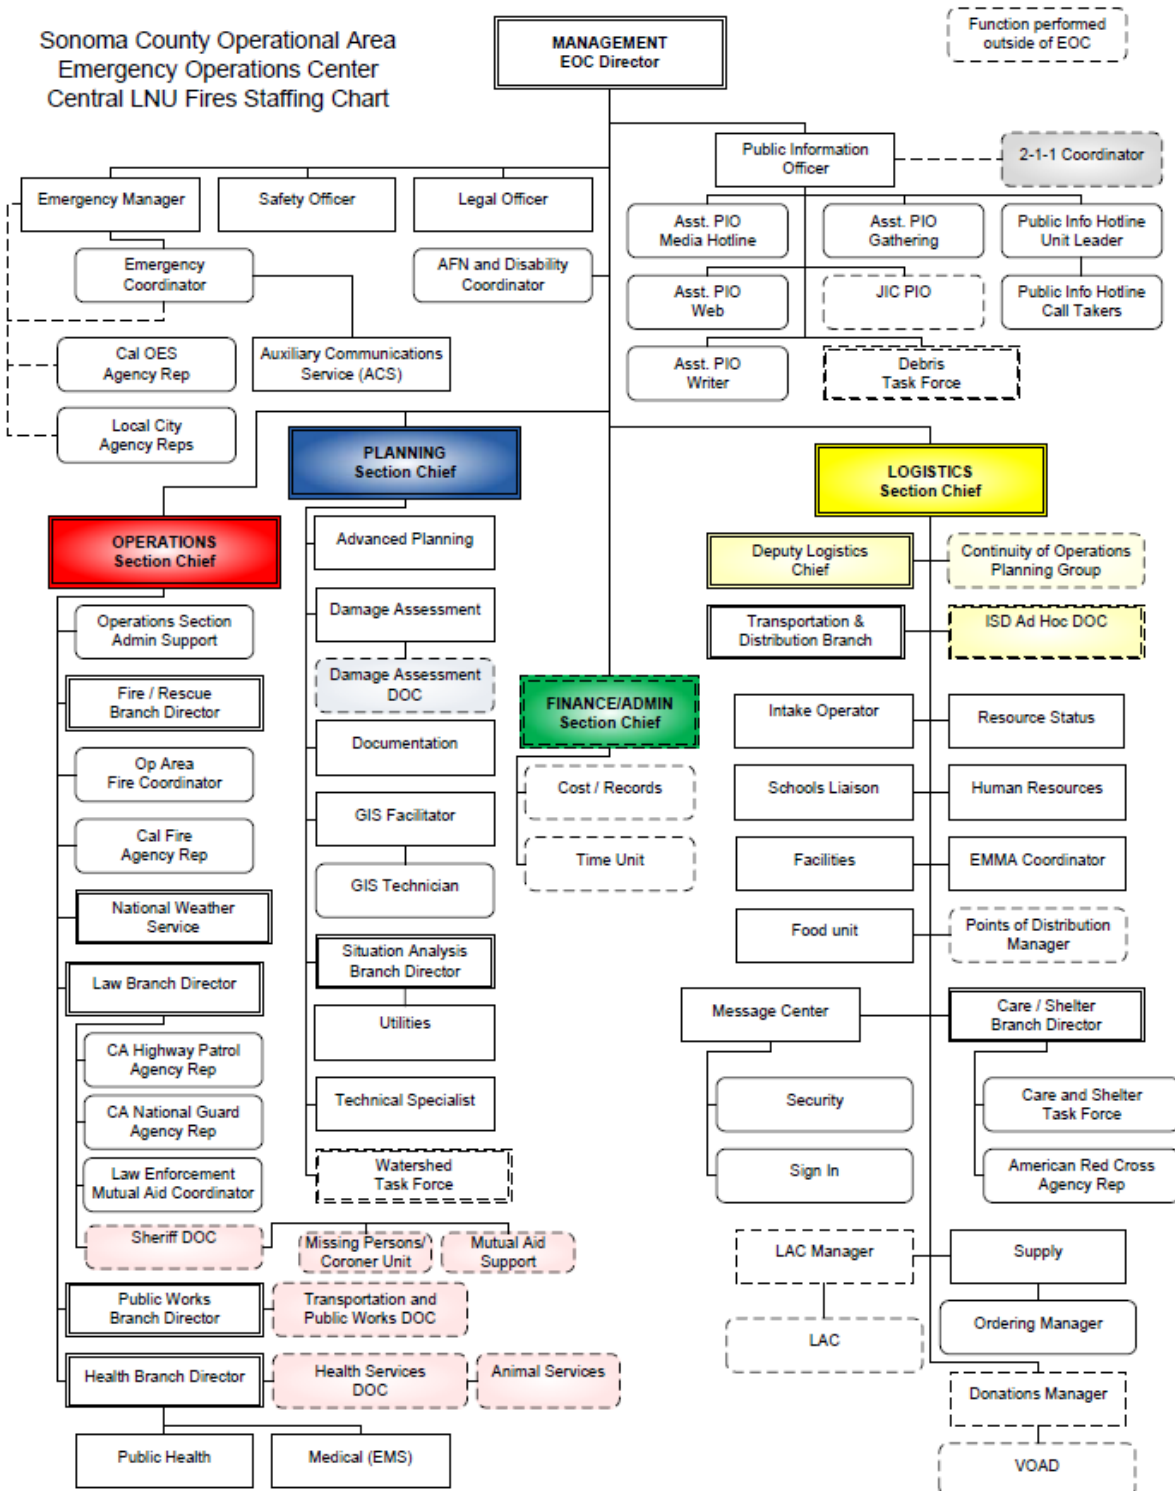 Sonoma County Operational Area
Emergency Operations Center
Central LNU Fires Staffing Chart
MANAGEMENT
EOC Director
Function performed
outside of EOC
Public Information
Officer
2-1-1 Coordinator
Emergency Manager
Safety Officer
Legal Officer
Asst. PIO
Media Hotline
Asst. PIO
Gathering
Public Info Hotline
Unit Leader
Emergency
Coordinator
AFN and Disability
Coordinator
Asst. PIO
Web
JIC PIO
Public Info Hotline
Call Takers
Cal OES
Agency Rep
Auxiliary Communications
Service (ACS)
Asst. PIO
Writer
Debris
Task Force
Local City
Agency Reps
PLANNING
Section Chief
LOGISTICS
Section Chief
OPERATIONS
Section Chief
Advanced Planning
Deputy Logistics
Chief
Continuity of Operations
Planning Group
Operations Section
Admin Support
Damage Assessment
Transportation &
Distribution Branch
ISD Ad Hoc DOC
Fire / Rescue
Branch Director
Damage Assessment
DOC
FINANCE/ADMIN
Section Chief
Intake Operator
Resource Status
Op Area
Fire Coordinator
Documentation
Cost / Records
Schools Liaison
Human Resources
Cal Fire
Agency Rep
GIS Facilitator
Time Unit
Facilities
EMMA Coordinator
National Weather
Service
GIS Technician
Food unit
Points of Distribution
Manager
Law Branch Director
Situation Analysis
Branch Director
Message Center
Care / Shelter
Branch Director
CA Highway Patrol
Agency Rep
Utilities
CA National Guard
Agency Rep
Technical Specialist
Security
Care and Shelter
Task Force
Law Enforcement
Mutual Aid Coordinator
Watershed
Task Force
Sign In
American Red Cross
Agency Rep
Sheriff DOC
Missing Persons/
Coroner Unit
Mutual Aid
Support
LAC Manager
Supply
Public Works
Branch Director
Transportation and
Public Works DOC
LAC
Ordering Manager
Health Branch Director
Health Services
DOC
Animal Services
Donations Manager
Public Health
Medical (EMS)
VOAD